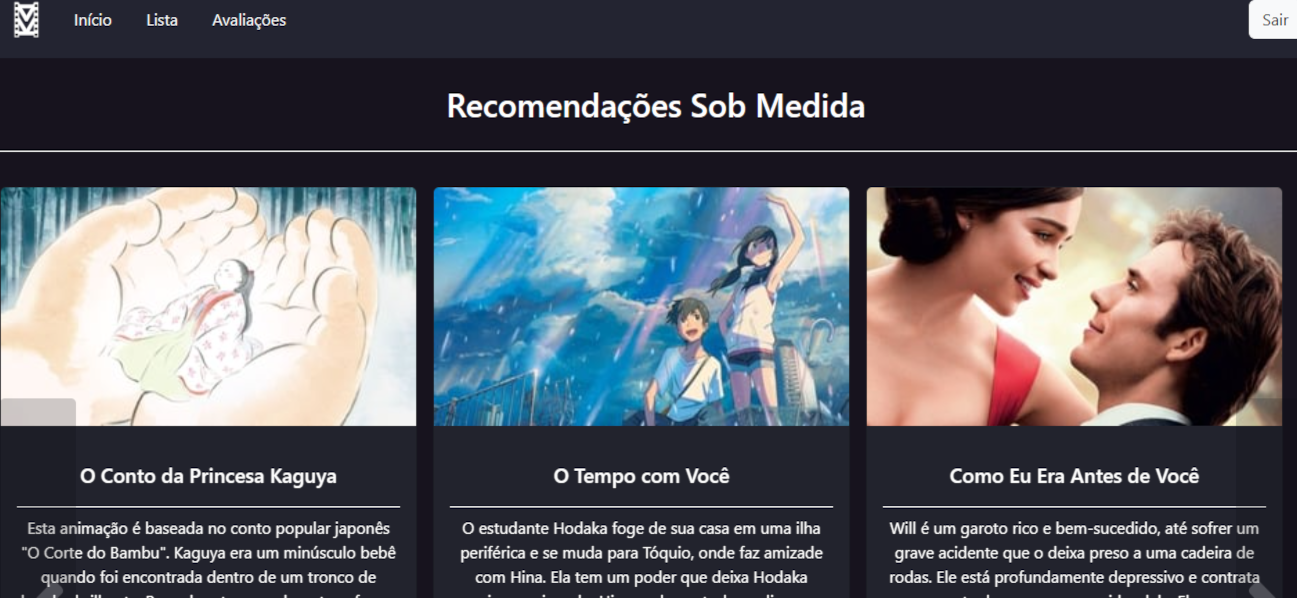 Início
Lista
Avaliações
Sair
Recomendações Sob Medida
O Conto da Princesa Kaguya
Esta animação é baseada no conto popular japonês
"O Corte do Bambu". Kaguya era um minúsculo bebê
quando foi encontrada dentro de um tronco de
O Tempo com Você
O estudante Hodaka foge de sua casa em uma ilha
periférica e se muda para Tóquio, onde faz amizade
com Hina. Ela tem um poder que deixa Hodaka
Como Eu Era Antes de Você
Will é um garoto rico e bem-sucedido, até sofrer um
grave acidente que o deixa preso a uma cadeira de
rodas. Ele está profundamente depressivo e contrata